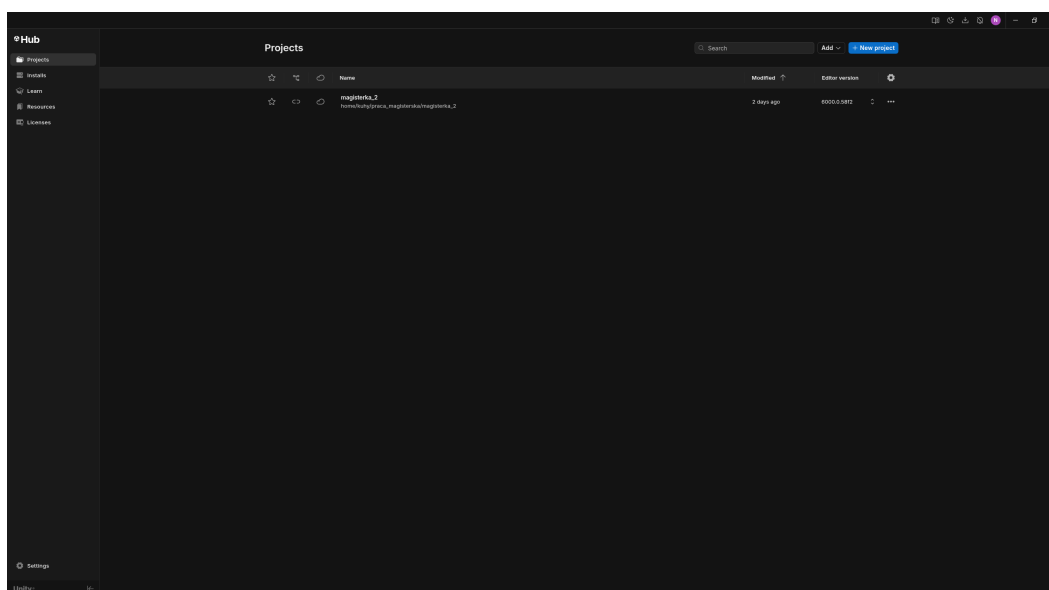 Hub
Projects
Installs
Learn
Resources
Licenses
Settings
Unity
N
Projects
Search
Add
+ New project
Name
Modified
Editor version
magisterka_2
home/kuhy/praca_magisterska/magisterka_2
2 days ago
6000.0.58f2